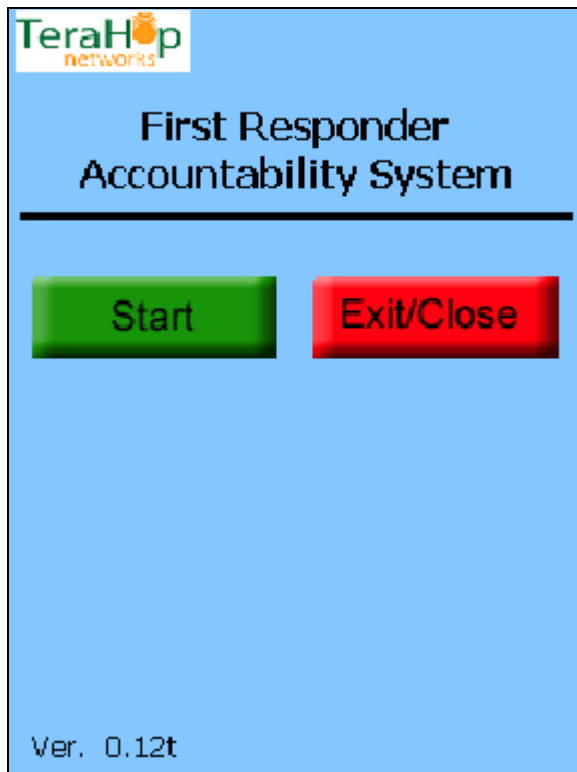 TeraHop
networks
First Responder
Accountability System
Start
Exit/Close
Ver. 0.12t